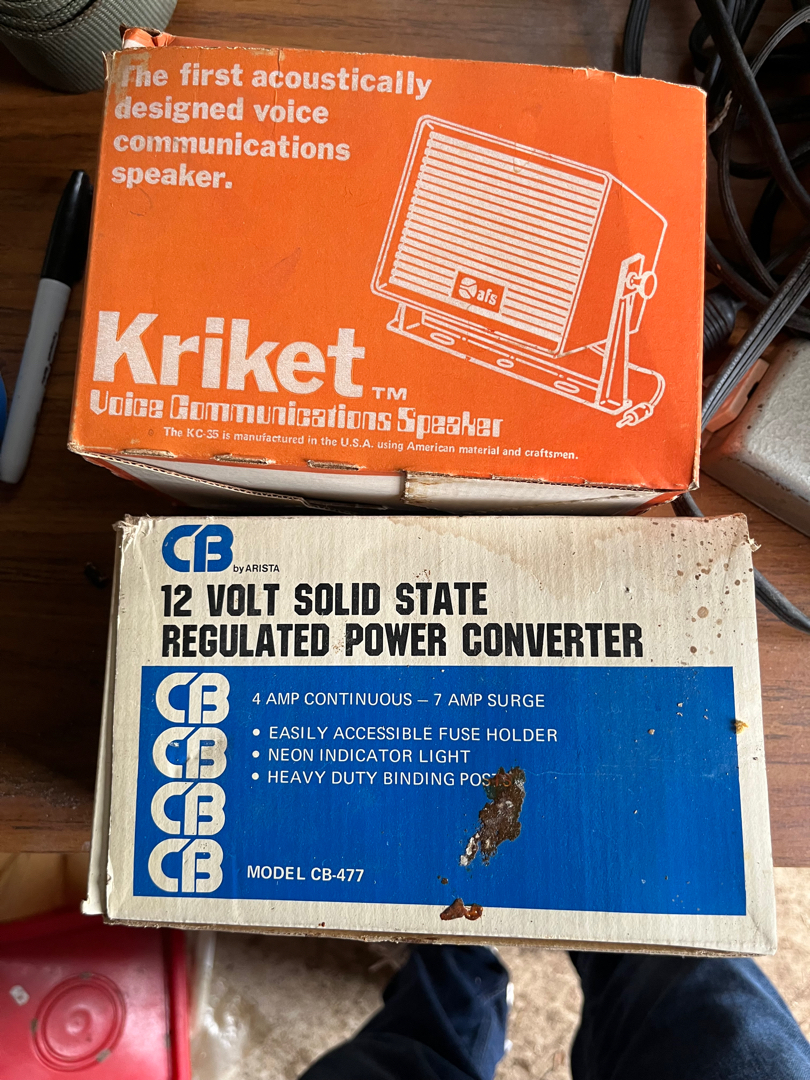 The first acoustically
designed voice
communications
speaker.
afs
Kriket TM
Voice Communications Speaker
The KC-35 is manufactured in the U.S.A. using American material and craftsmen.
CB by ARISTA
12 VOLT SOLID STATE
REGULATED POWER CONVERTER
CB
4 AMP CONTINUOUS – 7 AMP SURGE
CB
• EASILY ACCESSIBLE FUSE HOLDER
• NEON INDICATOR LIGHT
• HEAVY DUTY BINDING
CB
CB
MODEL CB-477